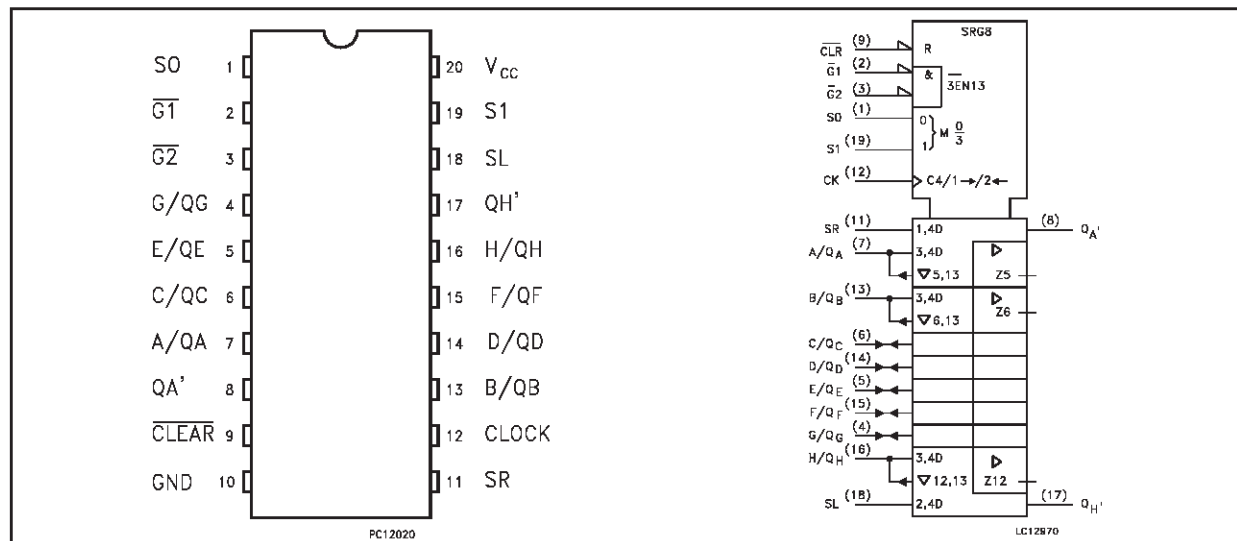 S0 1 20 VCC
G1 2 19 S1
G2 3 18 SL
G/QG 4 17 QH'
E/QE 5 16 H/QH
C/QC 6 15 F/QF
A/QA 7 14 D/QD
QA' 8 13 B/QB
CLEAR 9 12 CLOCK
GND 10 11 SR
PC12020
SRG8
CLR (9) R
G1 (2) &
3EN13
G2 (3)
S0 (1) 0
} M 0/3
S1 (19) 1
CK (12) C4/1→/2←
SR (11) 1,4D (8) QA'
A/QA (7) 3,4D ▷
▽5,13 Z5
B/QB (13) 3,4D ▷
Z6
▽6,13
C/QC (6)
D/QD (14)
E/QE (5)
F/QF (15)
G/QG (4)
H/QH (16) 3,4D ▷
▽12,13 Z12
SL (18) 2,4D (17) QH'
LC12970